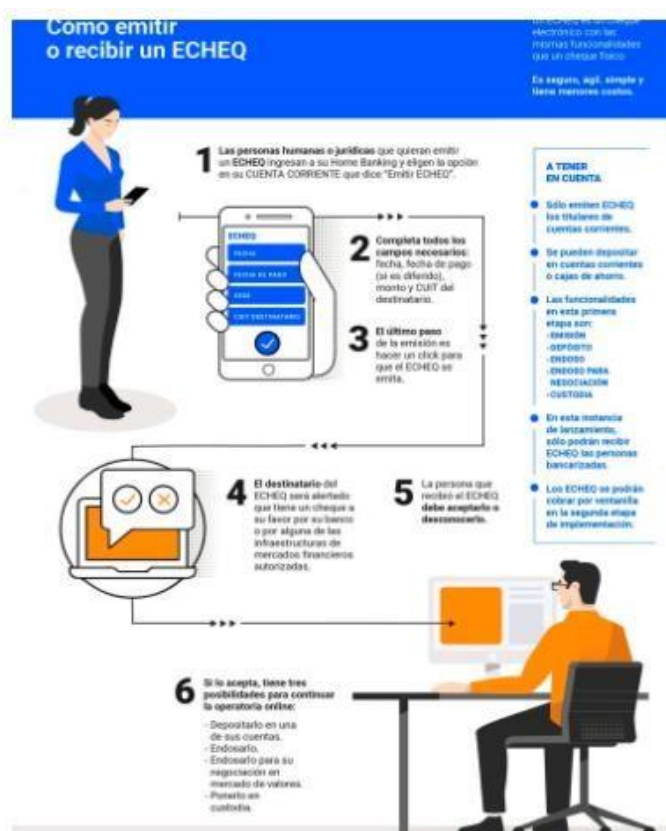 Cómo emitir
o recibir un ECHEQ
electrónico con las
mismas funcionalidades
que un cheque físico.
Es seguro, ágil, simple y
tiene menores costos.
1
Las personas humanas o jurídicas que quieran emitir
un ECHEQ ingresan a su Home Banking y eligen la opción
en su CUENTA CORRIENTE que dice "Emitir ECHEQ".
ECHEQ
FECHA
FECHA DE PAGO
CUIT DESTINATARIO
2
Completa todos los
campos necesarios:
fecha, fecha de pago
(si es diferido),
monto y CUIT del
destinatario.
3
El último paso
de la emisión es
hacer un click para
que el ECHEQ se
emita.
4
El destinatario del
ECHEQ será alertado
que tiene un cheque a
su favor por su banco
o por alguna de las
infraestructuras de
mercados financieros
autorizadas.
5
La persona que
recibió el ECHEQ
debe aceptarlo o
desconocerlo.
6
Si lo acepta, tiene tres
posibilidades para continuar
la operatoria online:
- Depositarlo en una
de sus cuentas.
- Endosarlo.
- Endosarlo para su
negociación en
mercado de valores.
- Ponerlo en
custodia.
A TENER
EN CUENTA
Sólo emiten ECHEQ
los titulares de
cuentas corrientes.
Se pueden depositar
en cuentas corrientes
o cajas de ahorro.
Las funcionalidades
en esta primera
etapa son:
- EMISIÓN
- DEPÓSITO
- ENDOSO
- ENDOSO PARA
NEGOCIACIÓN
- CUSTODIA
En esta instancia
de lanzamiento,
sólo podrán recibir
ECHEQ las personas
bancarizadas.
Los ECHEQ se podrán
cobrar por ventanilla
en la segunda etapa
de implementación.